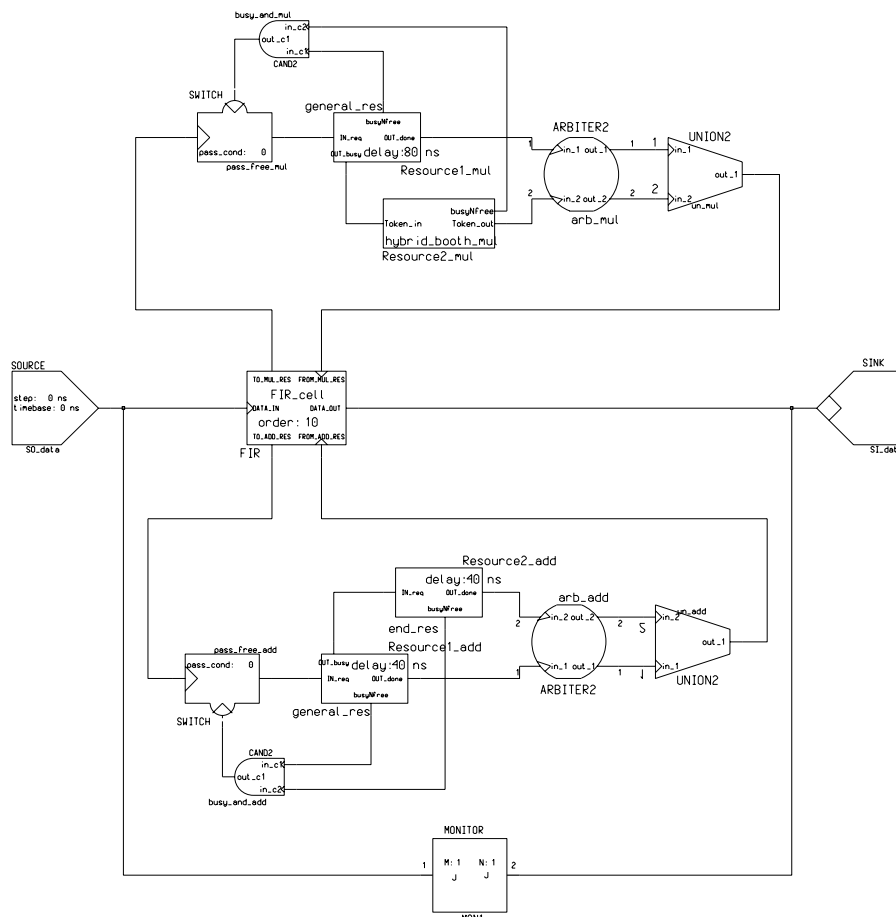 busy_and_mul
in_c2
out_c1
in_c1
CAND2
SWITCH
general_res
busyNfree
IN_req OUT_done
OUT_busy delay:80 ns
Resource1_mul
pass_cond: 0
pass_free_mul
ARBITER2
1 in_1 out_1 1
2 in_2 out_2 2
arb_mul
UNION2
1 in_1
out_1
2 in_2
un_mul
busyNfree
Token_in Token_out
hybrid_booth_mul
Resource2_mul
SOURCE
step: 0 ns
timebase: 0 ns
SO_data
TO_MUL_RES FROM_MUL_RES
FIR_cell
DATA_IN DATA_OUT
order: 10
TO_ADD_RES FROM_ADD_RES
FIR
SINK
SI_dat
Resource2_add
delay:40 ns
IN_req OUT_done
busyNfree
end_res
Resource1_add
OUT_busy delay:40 ns
IN_req OUT_done
busyNfree
general_res
pass_free_add
pass_cond: 0
SWITCH
arb_add
2 in_2 out_2 2
1 in_1 out_1 1
ARBITER2
un_add
2 in_2
out_1
1 in_1
UNION2
CAND2
in_c1
out_c1
in_c2
busy_and_add
MONITOR
1 M: 1 N: 1 2
J J
MON1